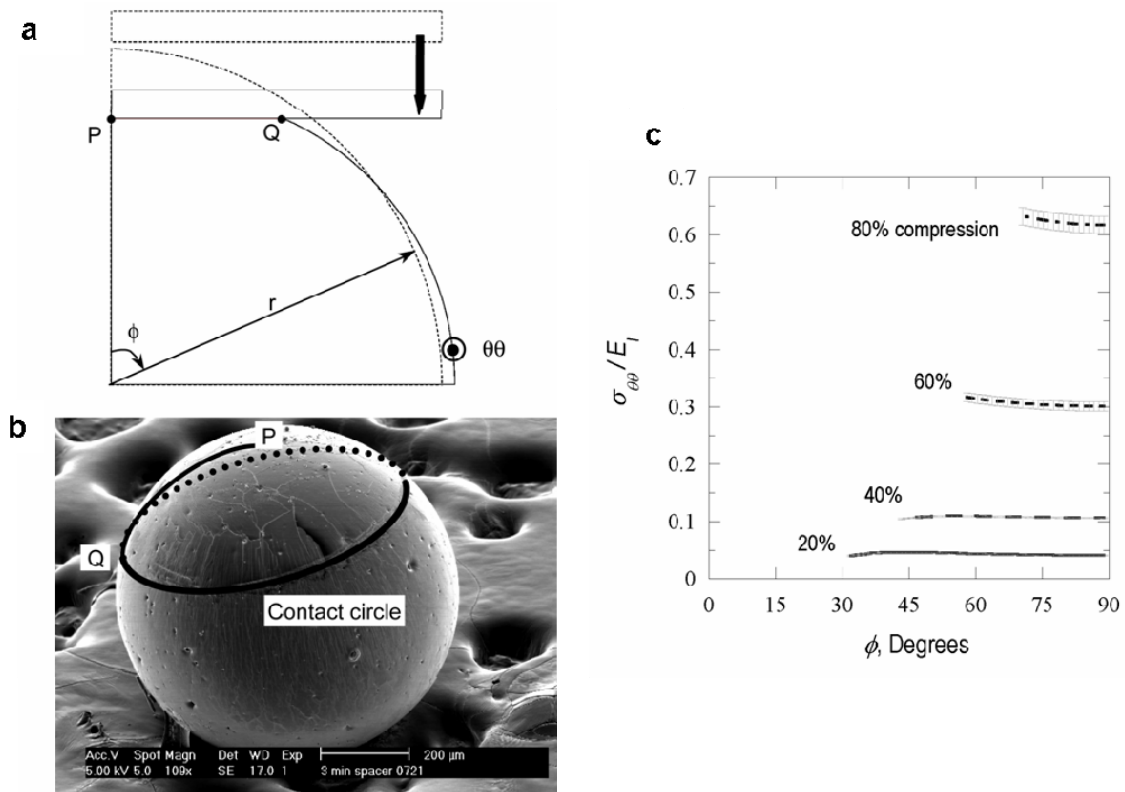 a
P
Q
r
ϕ
θθ
b
P
Q
Contact circle
Acc.V Spot Magn Det WD Exp
5.00 kV 5.0 109x SE 17.0 1
200 µm
3 min spacer 0721
c
0.7
0.6
0.5
0.4
0.3
0.2
0.1
0
σθθ / EI
80% compression
60%
40%
20%
0 15 30 45 60 75 90
ϕ, Degrees